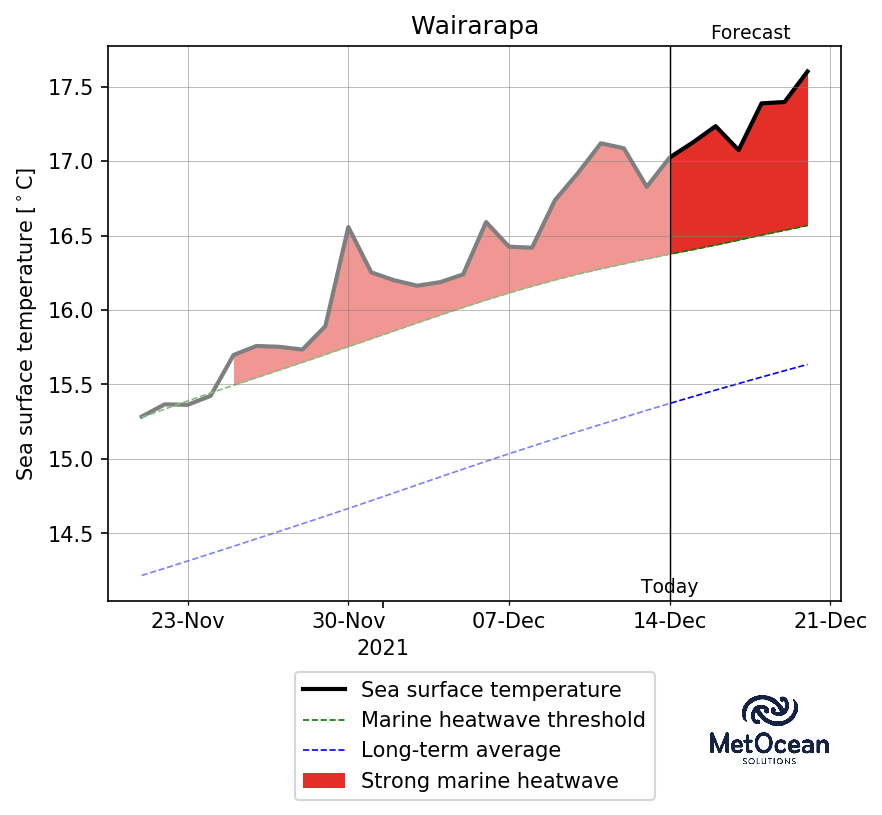 Wairarapa
Forecast
Sea surface temperature [°C]
17.5
17.0
16.5
16.0
15.5
15.0
14.5
Today
23-Nov 30-Nov 07-Dec 14-Dec 21-Dec
2021
Sea surface temperature
Marine heatwave threshold
Long-term average
Strong marine heatwave
MetOcean
SOLUTIONS